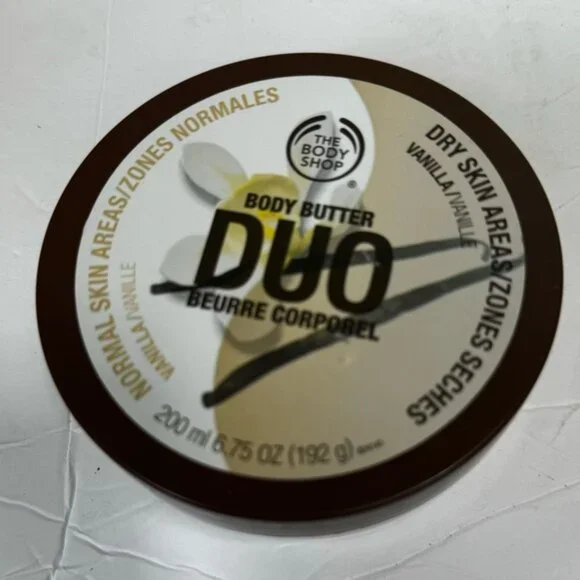 THE
BODY
SHOP
®
BODY BUTTER
DUO
BEURRE CORPOREL
NORMAL SKIN AREAS/ZONES NORMALES
VANILLA/VANILLE
DRY SKIN AREAS/ZONES SECHES
VANILLA/VANILLE
200 ml 6.75 OZ (192 g)